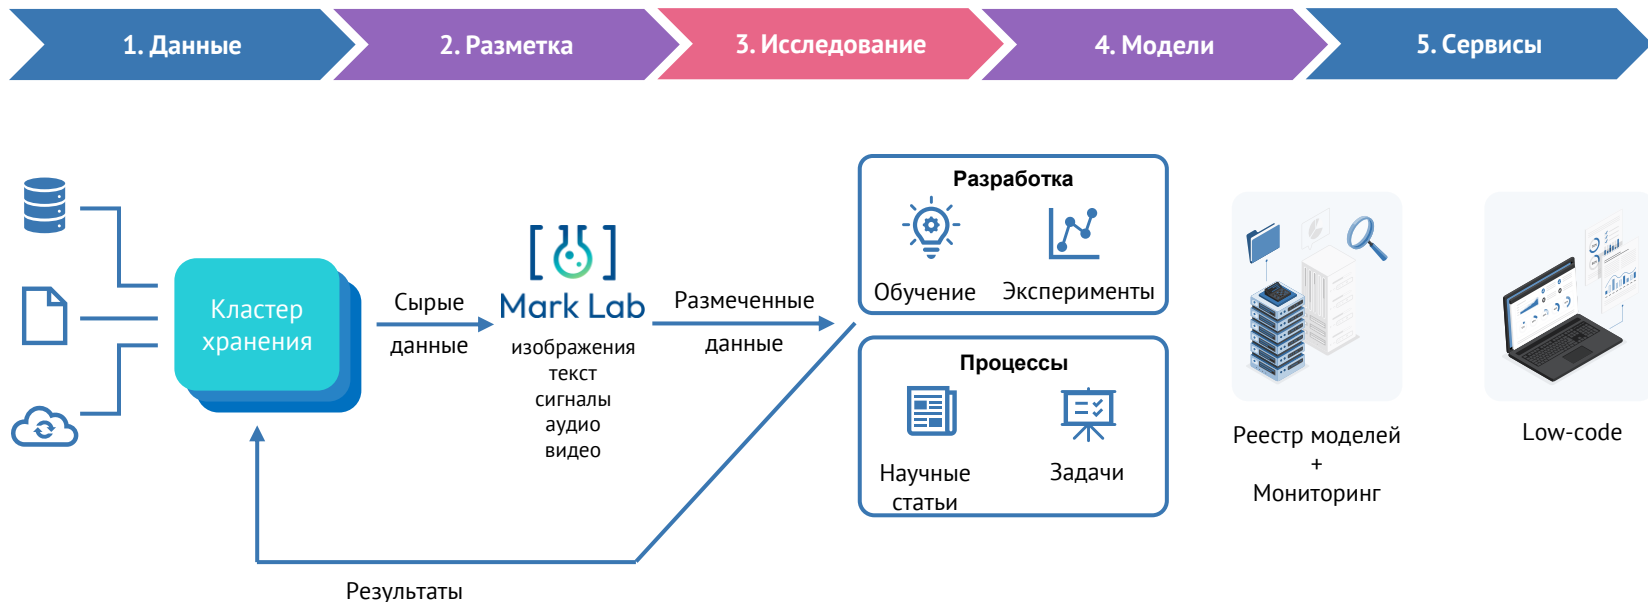 1. Данные
2. Разметка
3. Исследование
4. Модели
5. Сервисы
Кластер
хранения
Сырые
данные
Mark Lab
изображения
текст
сигналы
аудио
видео
Размеченные
данные
Разработка
Обучение
Эксперименты
Процессы
Научные
статьи
Задачи
Реестр моделей
+
Мониторинг
Low-code
Результаты